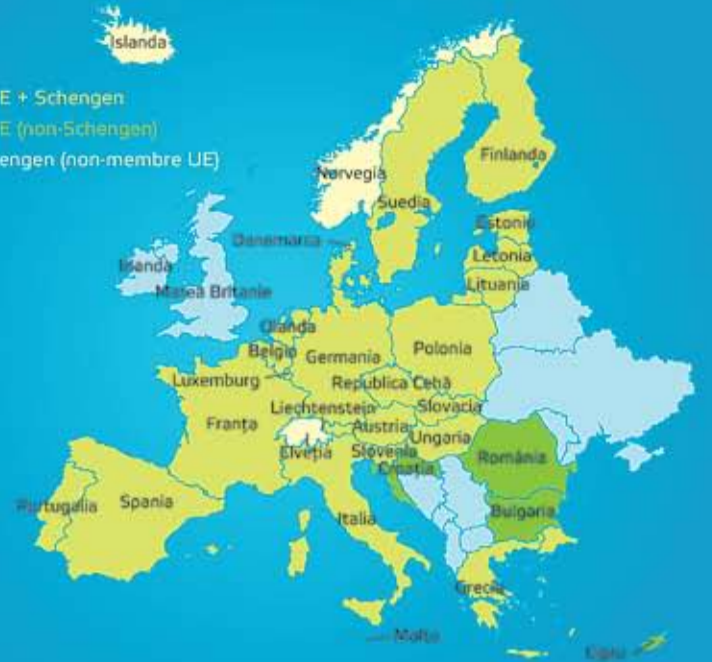 Islanda
E + Schengen
E (non-Schengen)
engen (non-membre UE)
Finlanda
Norvegia
Suedia
Estonia
Danemarca
Letonia
Irlanda
Lituania
Marea Britanie
Olanda
Belgia
Germania
Polonia
Luxemburg
Republica Cehă
Liechtenstein
Slovacia
Franța
Austria
Ungaria
Elveția
Slovenia
România
Croația
Portugalia
Spania
Bulgaria
Italia
Grecia
Malta
Cipru